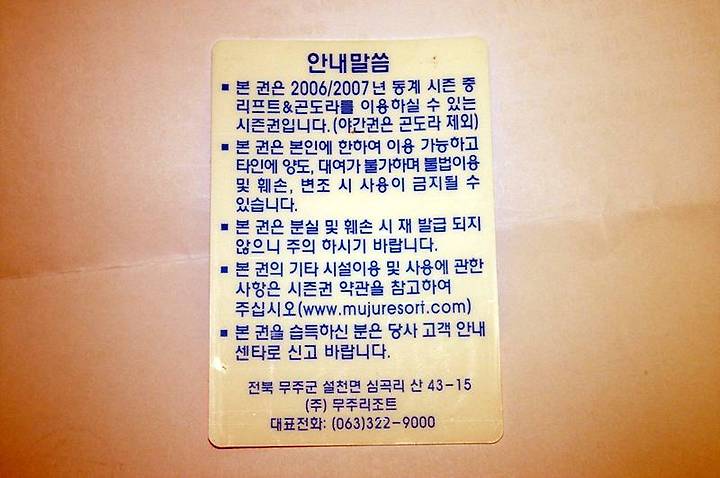 안내말씀
▪ 본 권은 2006/2007년 동계 시즌 중
리프트&곤도라를 이용하실 수 있는
시즌권입니다.(야간권은 곤도라 제외)
▪ 본 권은 본인에 한하여 이용 가능하고
타인에 양도, 대여가 불가하며 불법이용
및 훼손, 변조 시 사용이 금지될 수
있습니다.
▪ 본 권은 분실 및 훼손 시 재 발급 되지
않으니 주의 하시기 바랍니다.
▪ 본 권의 기타 시설이용 및 사용에 관한
사항은 시즌권 약관을 참고하여
주십시오(www.mujuresort.com)
▪ 본 권을 습득하신 분은 당사 고객 안내
센타로 신고 바랍니다.
전북 무주군 설천면 심곡리 산 43-15
(주) 무주리조트
대표전화: (063)322-9000